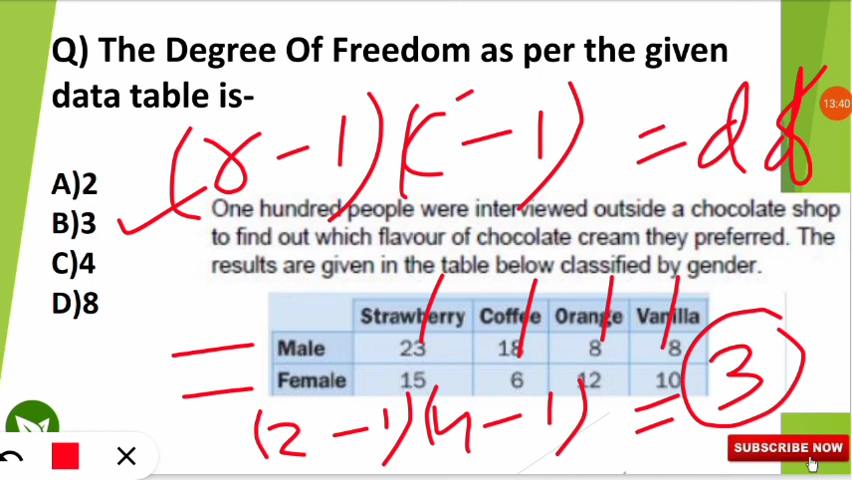 Q) The Degree Of Freedom as per the given
data table is-
13:40
(r - 1)(c - 1) = df
A)2
B)3
C)4
D)8
One hundred people were interviewed outside a chocolate shop
to find out which flavour of chocolate cream they preferred. The
results are given in the table below classified by gender.
Strawberry Coffee Orange Vanilla
Male 23 18 8 8
Female 15 6 12 10
= (2 - 1)(4 - 1) = 3
SUBSCRIBE NOW